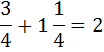 3/4 + 1 1/4 = 2